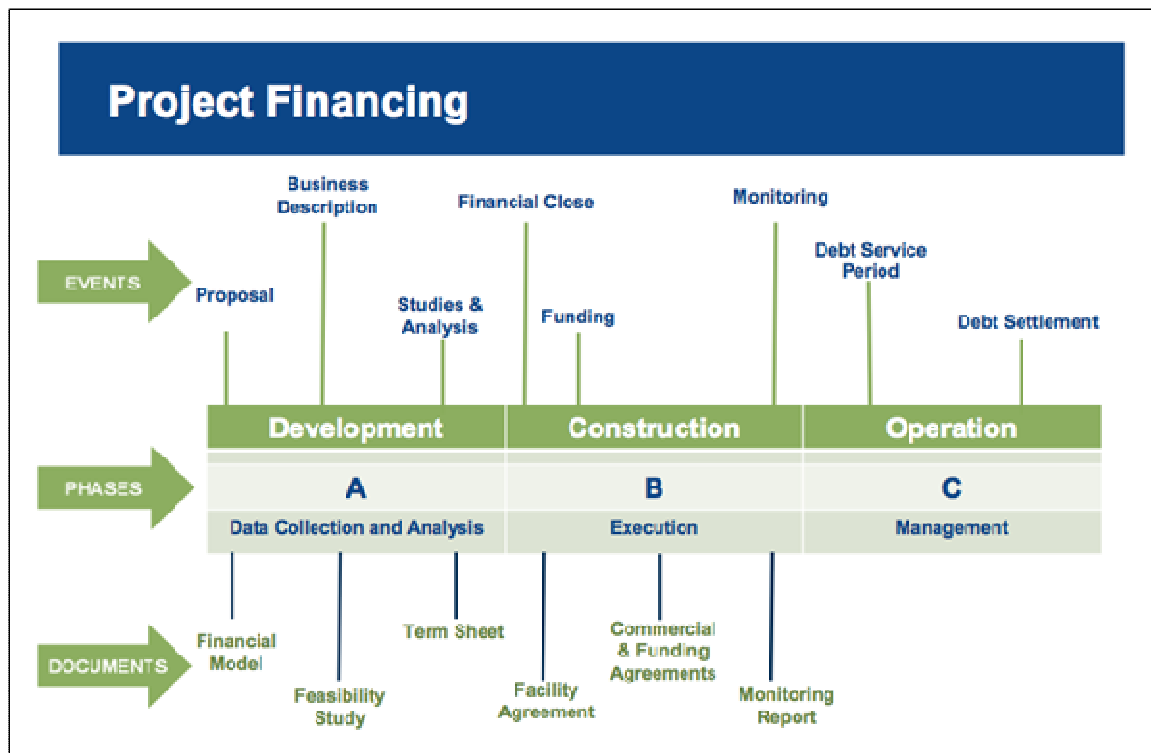 Project Financing
Business
Description
Financial Close
Monitoring
Debt Service
Period
EVENTS
Proposal
Studies &
Analysis
Funding
Debt Settlement
Development
Construction
Operation
PHASES
A
B
C
Data Collection and Analysis
Execution
Management
DOCUMENTS
Financial
Model
Feasibility
Study
Term Sheet
Facility
Agreement
Commercial
& Funding
Agreements
Monitoring
Report